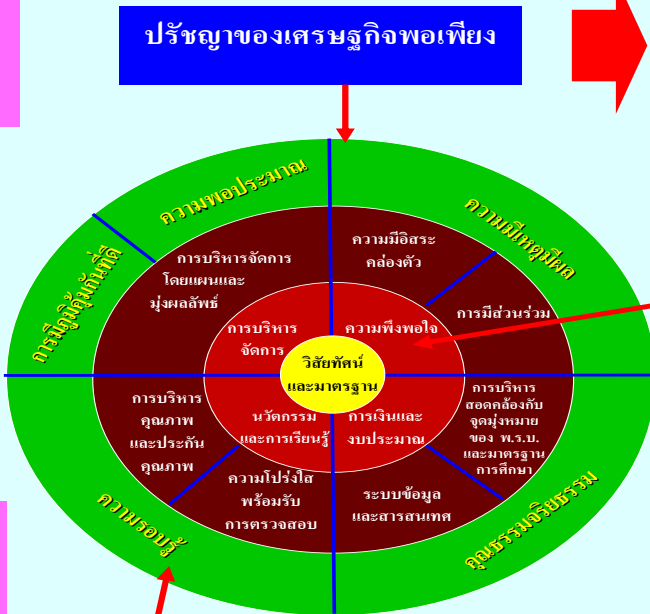 ปรัชญาของเศรษฐกิจพอเพียง
ความพอประมาณ
ความมีเหตุมีผล
การมีภูมิคุ้มกันที่ดี
การบริหารจัดการ
โดยแผนและ
มุ่งผลลัพธ์
ความมีอิสระ
คล่องตัว
การมีส่วนร่วม
การบริหาร
จัดการ
ความพึงพอใจ
วิสัยทัศน์
และมาตรฐาน
การบริหาร
คุณภาพ
และประกัน
คุณภาพ
นวัตกรรม
และการเรียนรู้
การเงินและ
งบประมาณ
การบริหาร
สอดคล้องกับ
จุดมุ่งหมาย
ของ พ.ร.บ.
และมาตรฐาน
การศึกษา
ความโปร่งใส
พร้อมรับ
การตรวจสอบ
ระบบข้อมูล
และสารสนเทศ
ความรอบรู้
คุณธรรมจริยธรรม